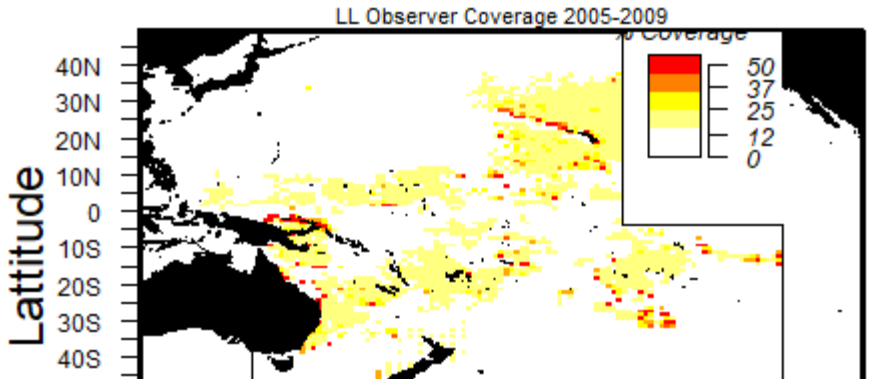 LL Observer Coverage 2005-2009
% Coverage
50
37
25
12
0
Lattitude
40N
30N
20N
10N
0
10S
20S
30S
40S